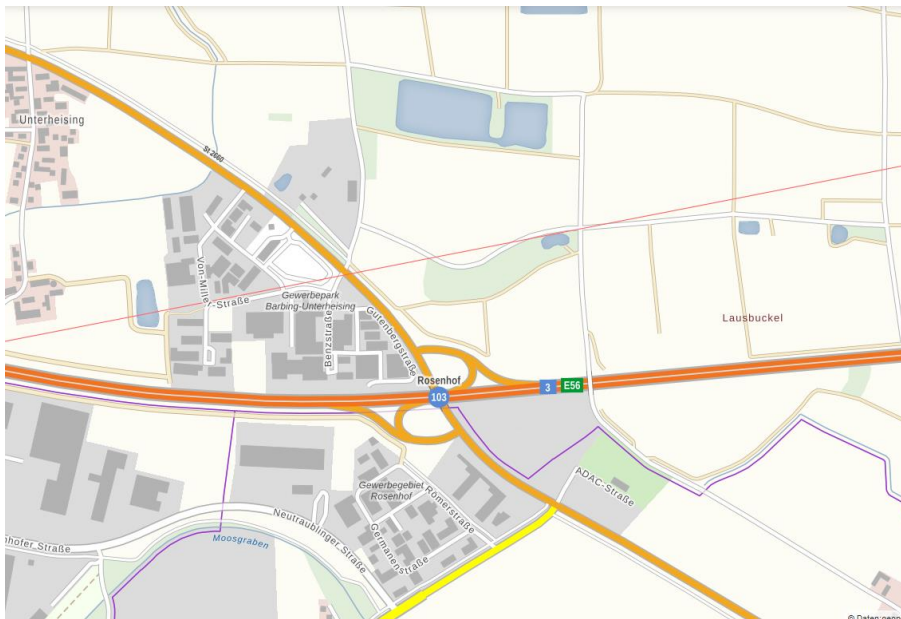 Unterheising
St 2660
Von-Miller-Straße
Gewerbepark
Barbing-Unterheising
Benzstraße
Gutenbergstraße
Lausbuckel
Rosenhof
103
3
E56
Gewerbegebiet
Rosenhof
Römerstraße
ADAC-Straße
Germanenstraße
Neutraublinger Straße
Moosgraben
hofer Straße
© Daten: